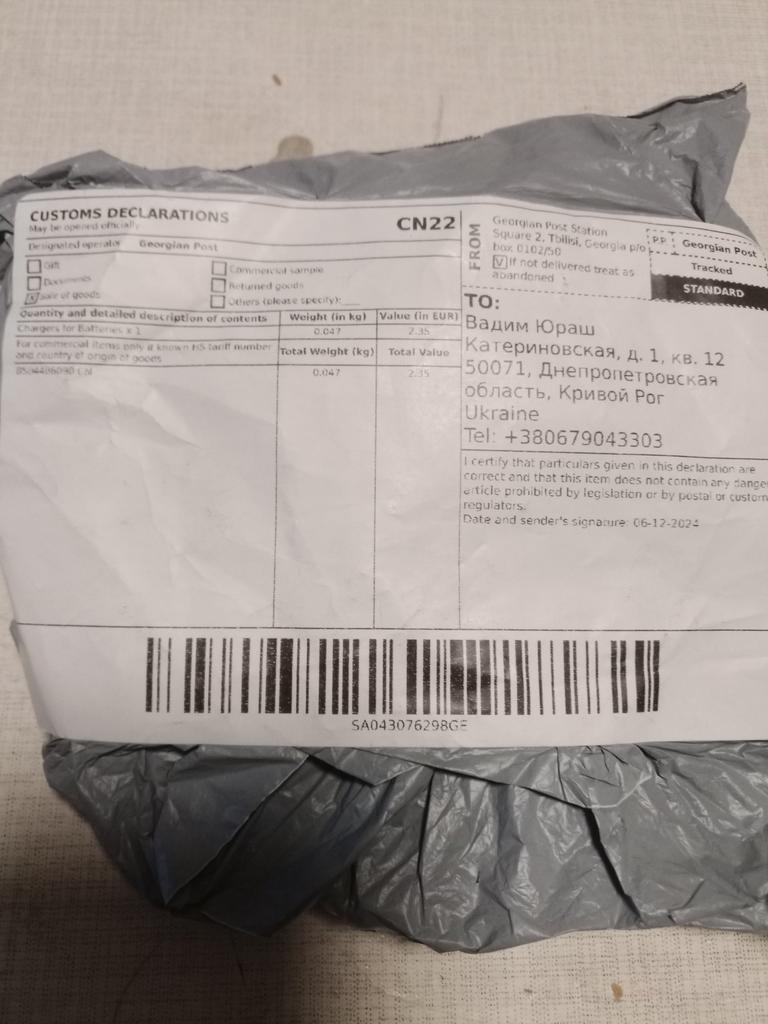 CUSTOMS DECLARATIONS
May be opened officially
CN22
Designated operator Georgian Post
Gift
Documents
Sale of goods
Commercial sample
Returned goods
Others (please specify):___
Quantity and detailed description of contents
Weight (in kg)
Value (in EUR)
Chargers for Batteries x 1
0.047
2.35
For commercial items only if known HS tariff number
and country of origin of goods
Total Weight (kg)
Total Value
0.047
2.35
FROM
Georgian Post Station
Square 2, Tbilisi, Georgia p/o
box 0102/50
[V] If not delivered treat as
abandoned
P.P.
Georgian Post
Tracked
STANDARD
TO:
Вадим Юраш
Катериновская, д. 1, кв. 12
50071, Днепропетровская
область, Кривой Рог
Ukraine
Tel: +380679043303
I certify that particulars given in this declaration are
correct and that this item does not contain any dange
article prohibited by legislation or by postal or custom
regulators.
Date and sender's signature: 06-12-2024
SA043076298GE